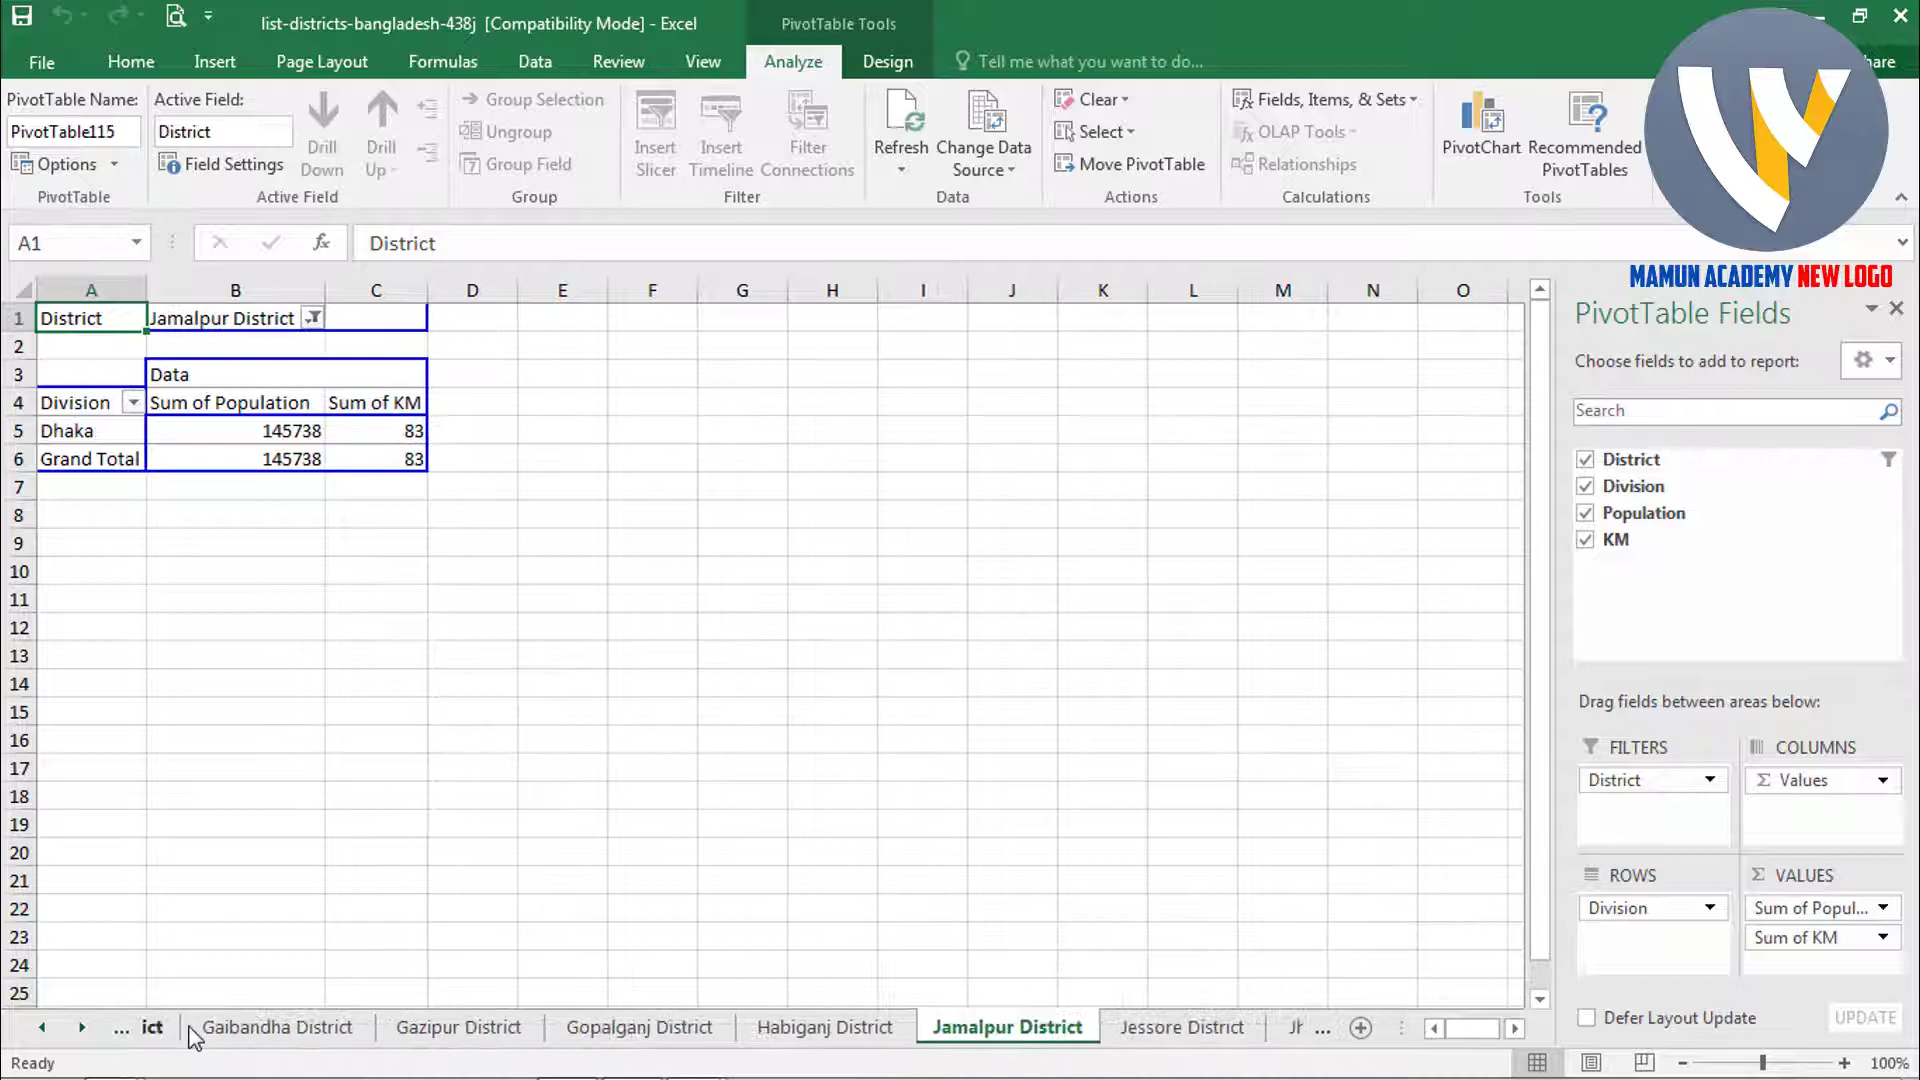 list-districts-bangladesh-438j [Compatibility Mode] - Excel
PivotTable Tools
File Home Insert Page Layout Formulas Data Review View Analyze Design Tell me what you want to do... hare
PivotTable Name:
PivotTable115
Options
PivotTable
Active Field:
District
Field Settings
Drill Down
Drill Up
Active Field
Group Selection
Ungroup
Group Field
Group
Insert Slicer
Insert Timeline
Filter Connections
Filter
Refresh
Change Data Source
Data
Clear
Select
Move PivotTable
Actions
Fields, Items, & Sets
OLAP Tools
Relationships
Calculations
PivotChart
Recommended PivotTables
Tools
MAMUN ACADEMY NEW LOGO
A1 fx District
A B C D E F G H I J K L M N O
1 District Jamalpur District
2
3 Data
4 Division Sum of Population Sum of KM
5 Dhaka 145738 83
6 Grand Total 145738 83
7
8
9
10
11
12
13
14
15
16
17
18
19
20
21
22
23
24
25
PivotTable Fields
Choose fields to add to report:
Search
District
Division
Population
KM
Drag fields between areas below:
FILTERS
District
COLUMNS
Σ Values
ROWS
Division
Σ VALUES
Sum of Popul...
Sum of KM
Defer Layout Update UPDATE
... ict Gaibandha District Gazipur District Gopalganj District Habiganj District Jamalpur District Jessore District Jh ...
Ready 100%